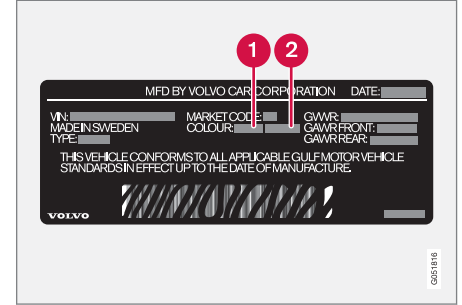 1 2
MFD BY VOLVO CAR CORPORATION DATE:
VIN: MARKET CODE: GVWR:
MADE IN SWEDEN COLOUR: GAWR FRONT:
TYPE: GAWR REAR:
THIS VEHICLE CONFORMS TO ALL APPLICABLE GULF MOTOR VEHICLE
STANDARDS IN EFFECT UP TO THE DATE OF MANUFACTURE.
VOLVO
G051816